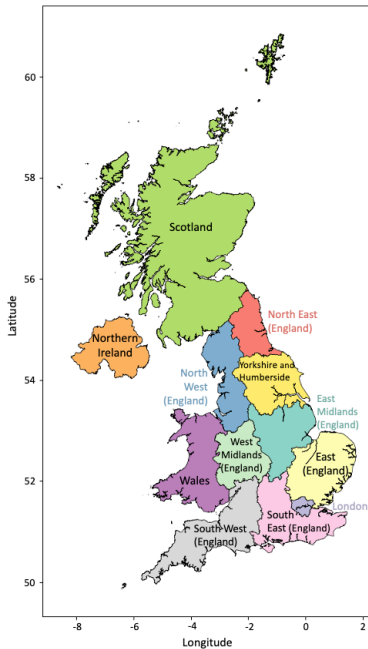 60
58
Scotland
56
Latitude
North East
(England)
Northern
Ireland
North
West
(England)
Yorkshire and
Humberside
54
East
Midlands
(England)
West
Midlands
(England)
East
(England)
52
Wales
London
South West
(England)
South
East (England)
50
-8
-6
-4
-2
0
2
Longitude